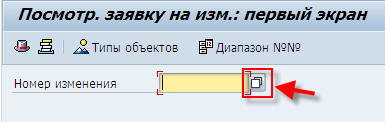 Посмотр. заявку на изм.: первый экран
Типы объектов Диапазон №№
Номер изменения